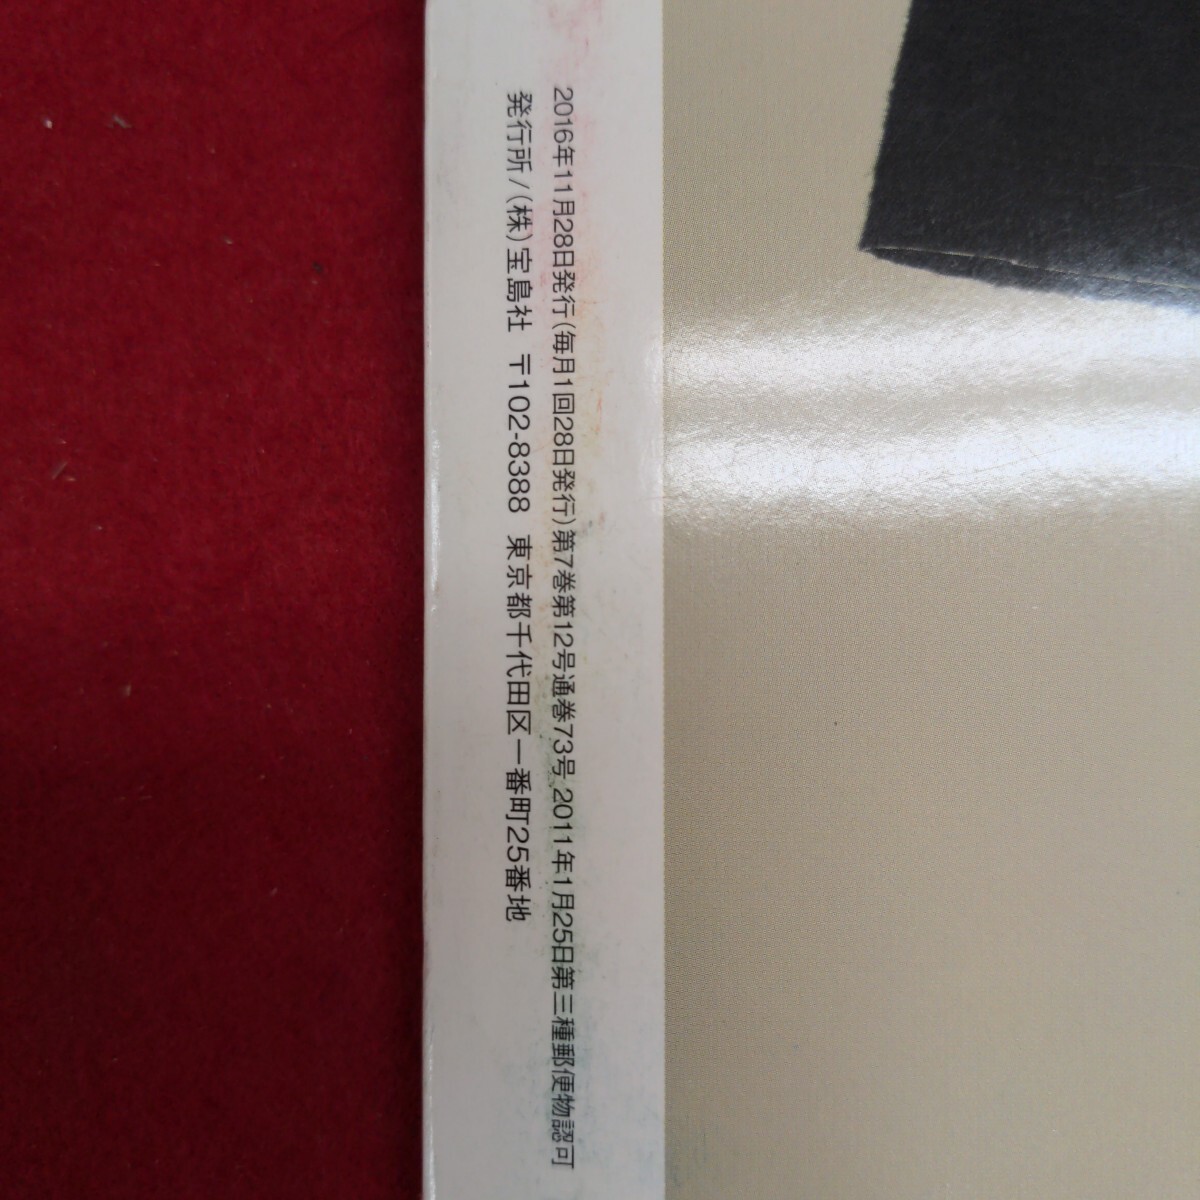 2016年11月28日発行(毎月1回28日発行)第7巻第12号通巻73号 2011年1月25日第三種郵便物認可
発行所/(株)宝島社 〒102-8388 東京都千代田区一番町25番地